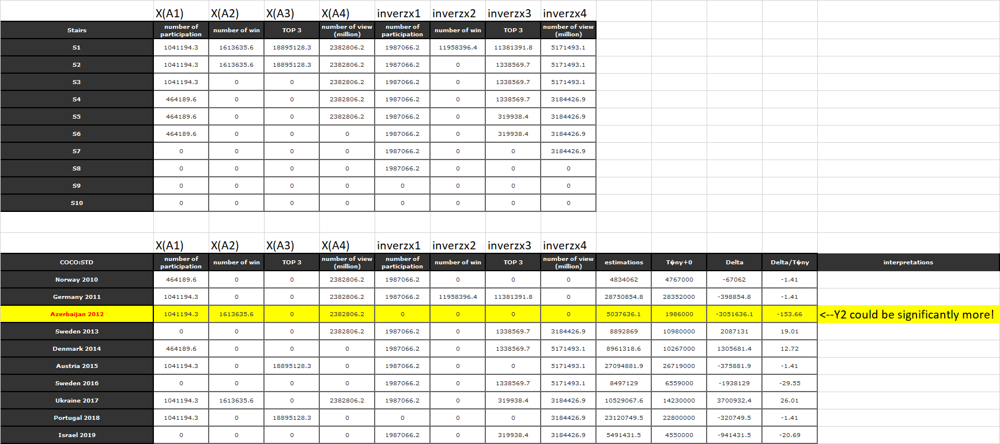 X(A1) X(A2) X(A3) X(A4) inverzx1 inverzx2 inverzx3 inverzx4
Stairs number of participation number of win TOP 3 number of view (million) number of participation number of win TOP 3 number of view (million)
S1 1041194.3 1613635.6 18895128.3 2382806.2 1987066.2 11958396.4 11381391.8 5171493.1
S2 1041194.3 1613635.6 18895128.3 2382806.2 1987066.2 0 1338569.7 5171493.1
S3 1041194.3 0 0 2382806.2 1987066.2 0 1338569.7 5171493.1
S4 464189.6 0 0 2382806.2 1987066.2 0 1338569.7 3184426.9
S5 464189.6 0 0 2382806.2 1987066.2 0 319938.4 3184426.9
S6 464189.6 0 0 0 1987066.2 0 319938.4 3184426.9
S7 0 0 0 0 1987066.2 0 0 3184426.9
S8 0 0 0 0 1987066.2 0 0 0
S9 0 0 0 0 0 0 0 0
S10 0 0 0 0 0 0 0 0
X(A1) X(A2) X(A3) X(A4) inverzx1 inverzx2 inverzx3 inverzx4
COCO:STD number of participation number of win TOP 3 number of view (million) number of participation number of win TOP 3 number of view (million) estimations T�ny+0 Delta Delta/T�ny interpretations
Norway 2010 464189.6 0 0 2382806.2 1987066.2 0 0 0 4834062 4767000 -67062 -1.41
Germany 2011 1041194.3 0 0 2382806.2 1987066.2 11958396.4 11381391.8 0 28750854.8 28352000 -398854.8 -1.41
Azerbaijan 2012 1041194.3 1613635.6 0 2382806.2 0 0 0 0 5037636.1 1986000 -3051636.1 -153.66 <--Y2 could be significantly more!
Sweden 2013 0 0 0 2382806.2 1987066.2 0 1338569.7 3184426.9 8892869 10980000 2087131 19.01
Denmark 2014 464189.6 0 0 0 1987066.2 0 1338569.7 5171493.1 8961318.6 10267000 1305681.4 12.72
Austria 2015 1041194.3 0 18895128.3 0 1987066.2 0 0 5171493.1 27094881.9 26719000 -375881.9 -1.41
Sweden 2016 0 0 0 0 1987066.2 0 1338569.7 5171493.1 8497129 6559000 -1938129 -29.55
Ukraine 2017 1041194.3 1613635.6 0 2382806.2 1987066.2 0 319938.4 3184426.9 10529067.6 14230000 3700932.4 26.01
Portugal 2018 1041194.3 0 18895128.3 0 0 0 0 3184426.9 23120749.5 22800000 -320749.5 -1.41
Israel 2019 0 0 0 0 1987066.2 0 319938.4 3184426.9 5491431.5 4550000 -941431.5 -20.69